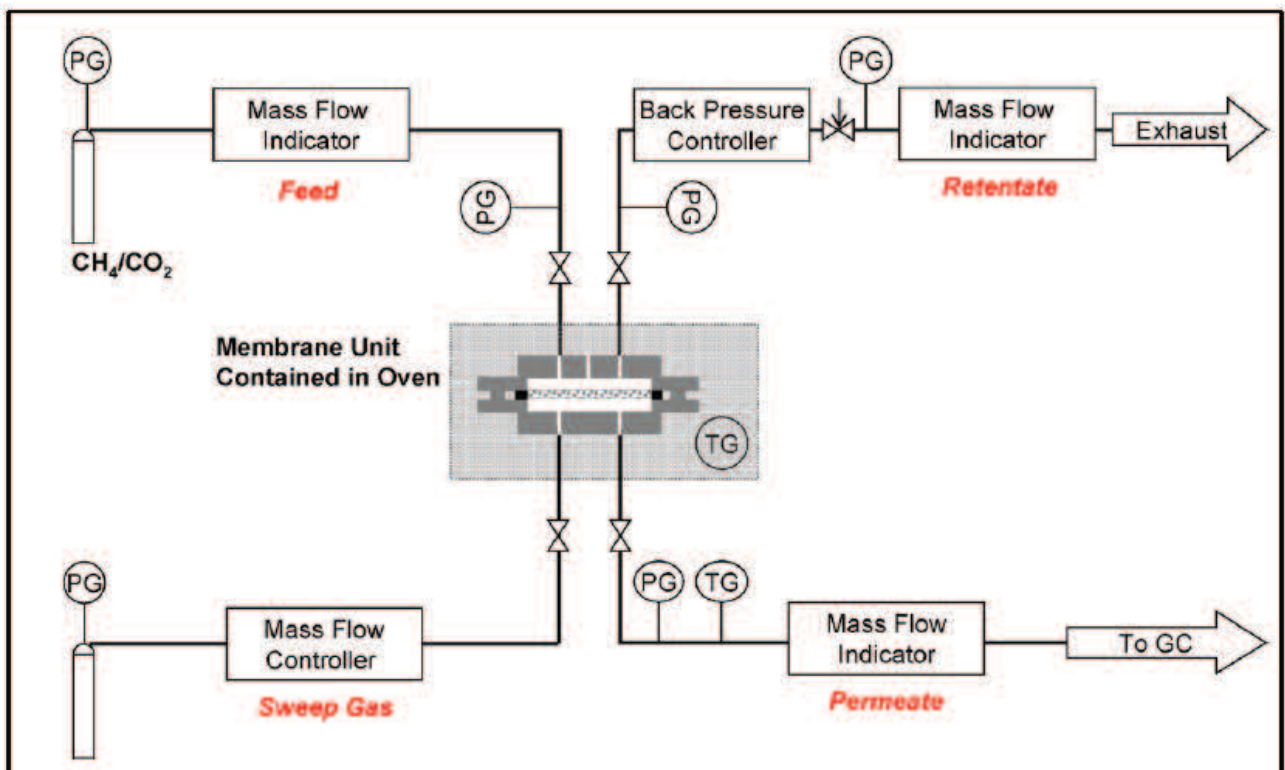 PG
Mass Flow
Indicator
Feed
CH₄/CO₂
PG
Back Pressure
Controller
PG
PG
Mass Flow
Indicator
Retentate
Exhaust
Membrane Unit
Contained in Oven
TG
PG
Mass Flow
Controller
Sweep Gas
PG
TG
Mass Flow
Indicator
Permeate
To GC